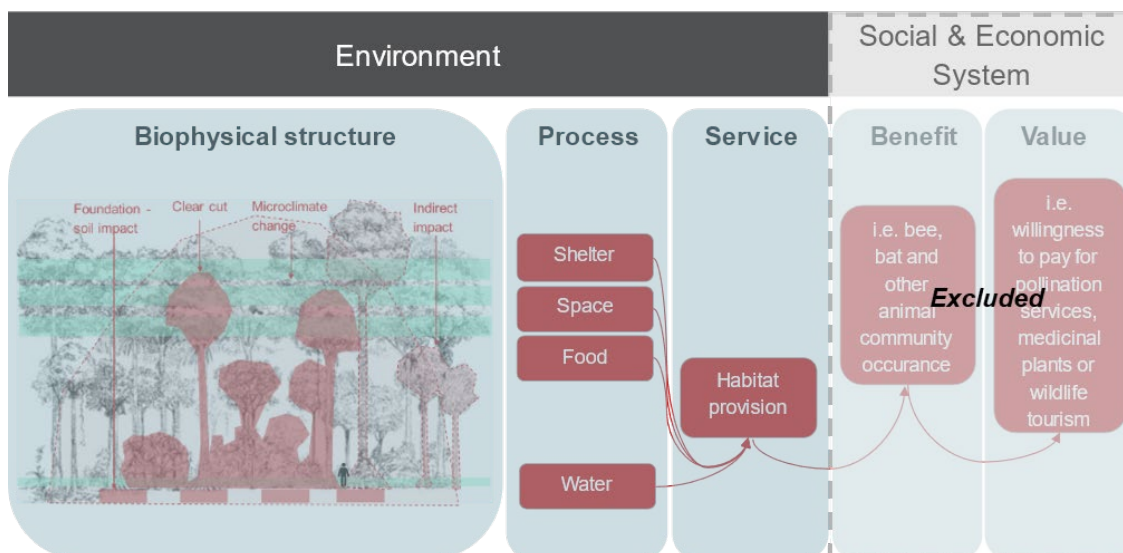 Environment
Social & Economic
System
Biophysical structure
Process
Service
Benefit
Value
Foundation -
soil impact
Clear cut
Microclimate
change
Indirect
impact
Shelter
Space
Food
Water
Habitat
provision
i.e. bee,
bat and
other
animal
community
occurance
Excluded
i.e.
willingness
to pay for
pollination
services,
medicinal
plants or
wildlife
tourism